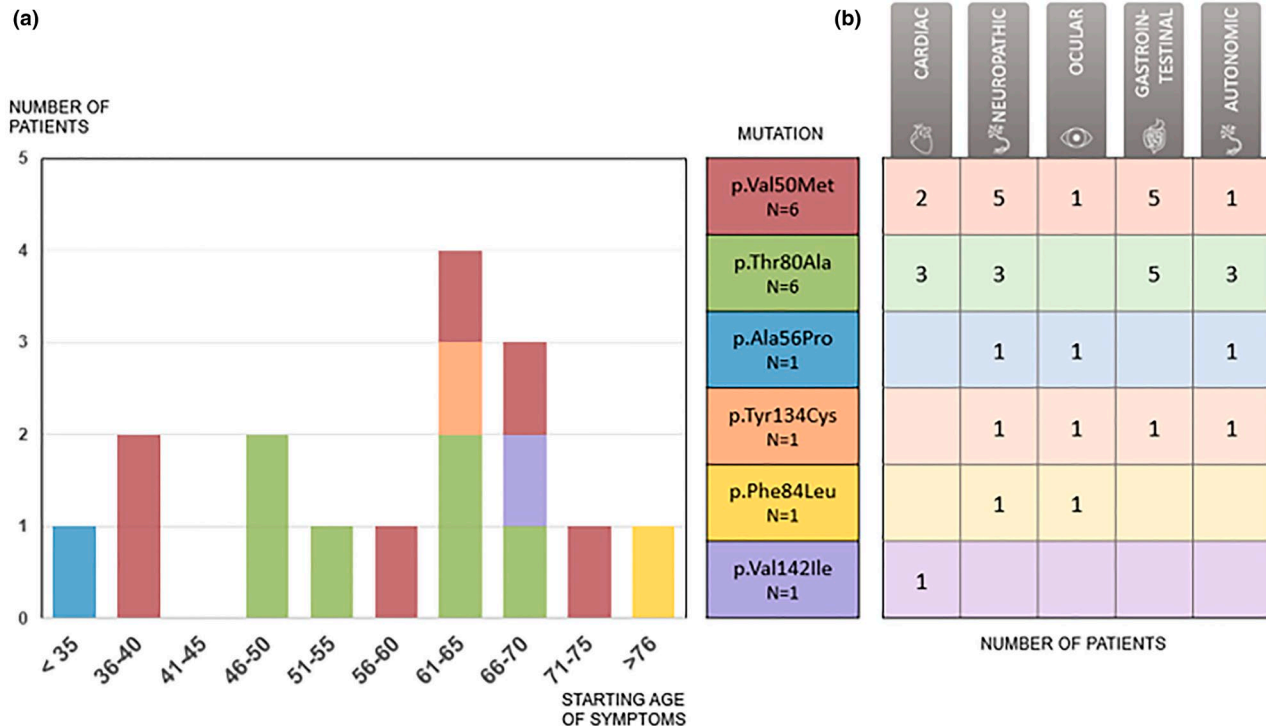 (a)
NUMBER OF
PATIENTS
5
4
3
2
1
0
< 35
36-40
41-45
46-50
51-55
56-60
61-65
66-70
71-75
>76
STARTING AGE
OF SYMPTOMS
MUTATION
p.Val50Met
N=6
p.Thr80Ala
N=6
p.Ala56Pro
N=1
p.Tyr134Cys
N=1
p.Phe84Leu
N=1
p.Val142Ile
N=1
(b)
CARDIAC
NEUROPATHIC
OCULAR
GASTROIN-
TESTINAL
AUTONOMIC
2 5 1 5 1
3 3 5 3
1 1 1
1 1 1 1
1 1
1
NUMBER OF PATIENTS